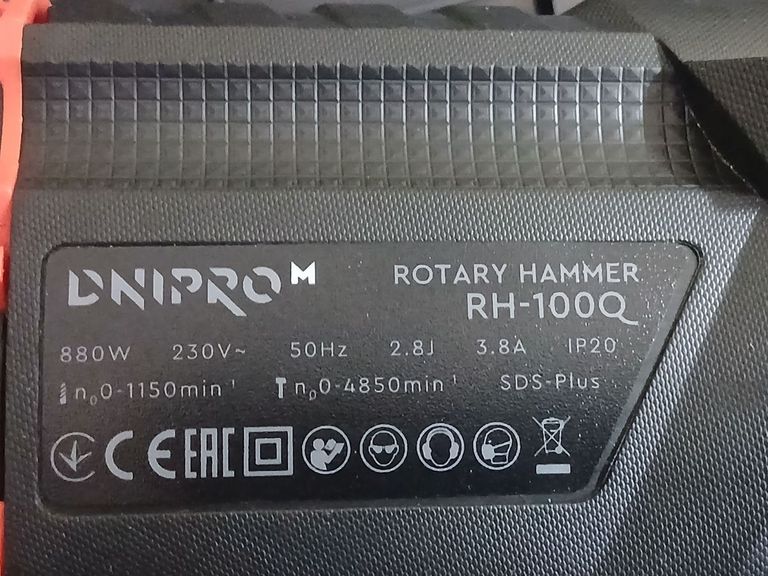 DNIPRO M
ROTARY HAMMER
RH-100Q
880W 230V~ 50Hz 2.8J 3.8A IP20
n₀0-1150min⁻¹ n₀0-4850min⁻¹ SDS-Plus
CE EAC